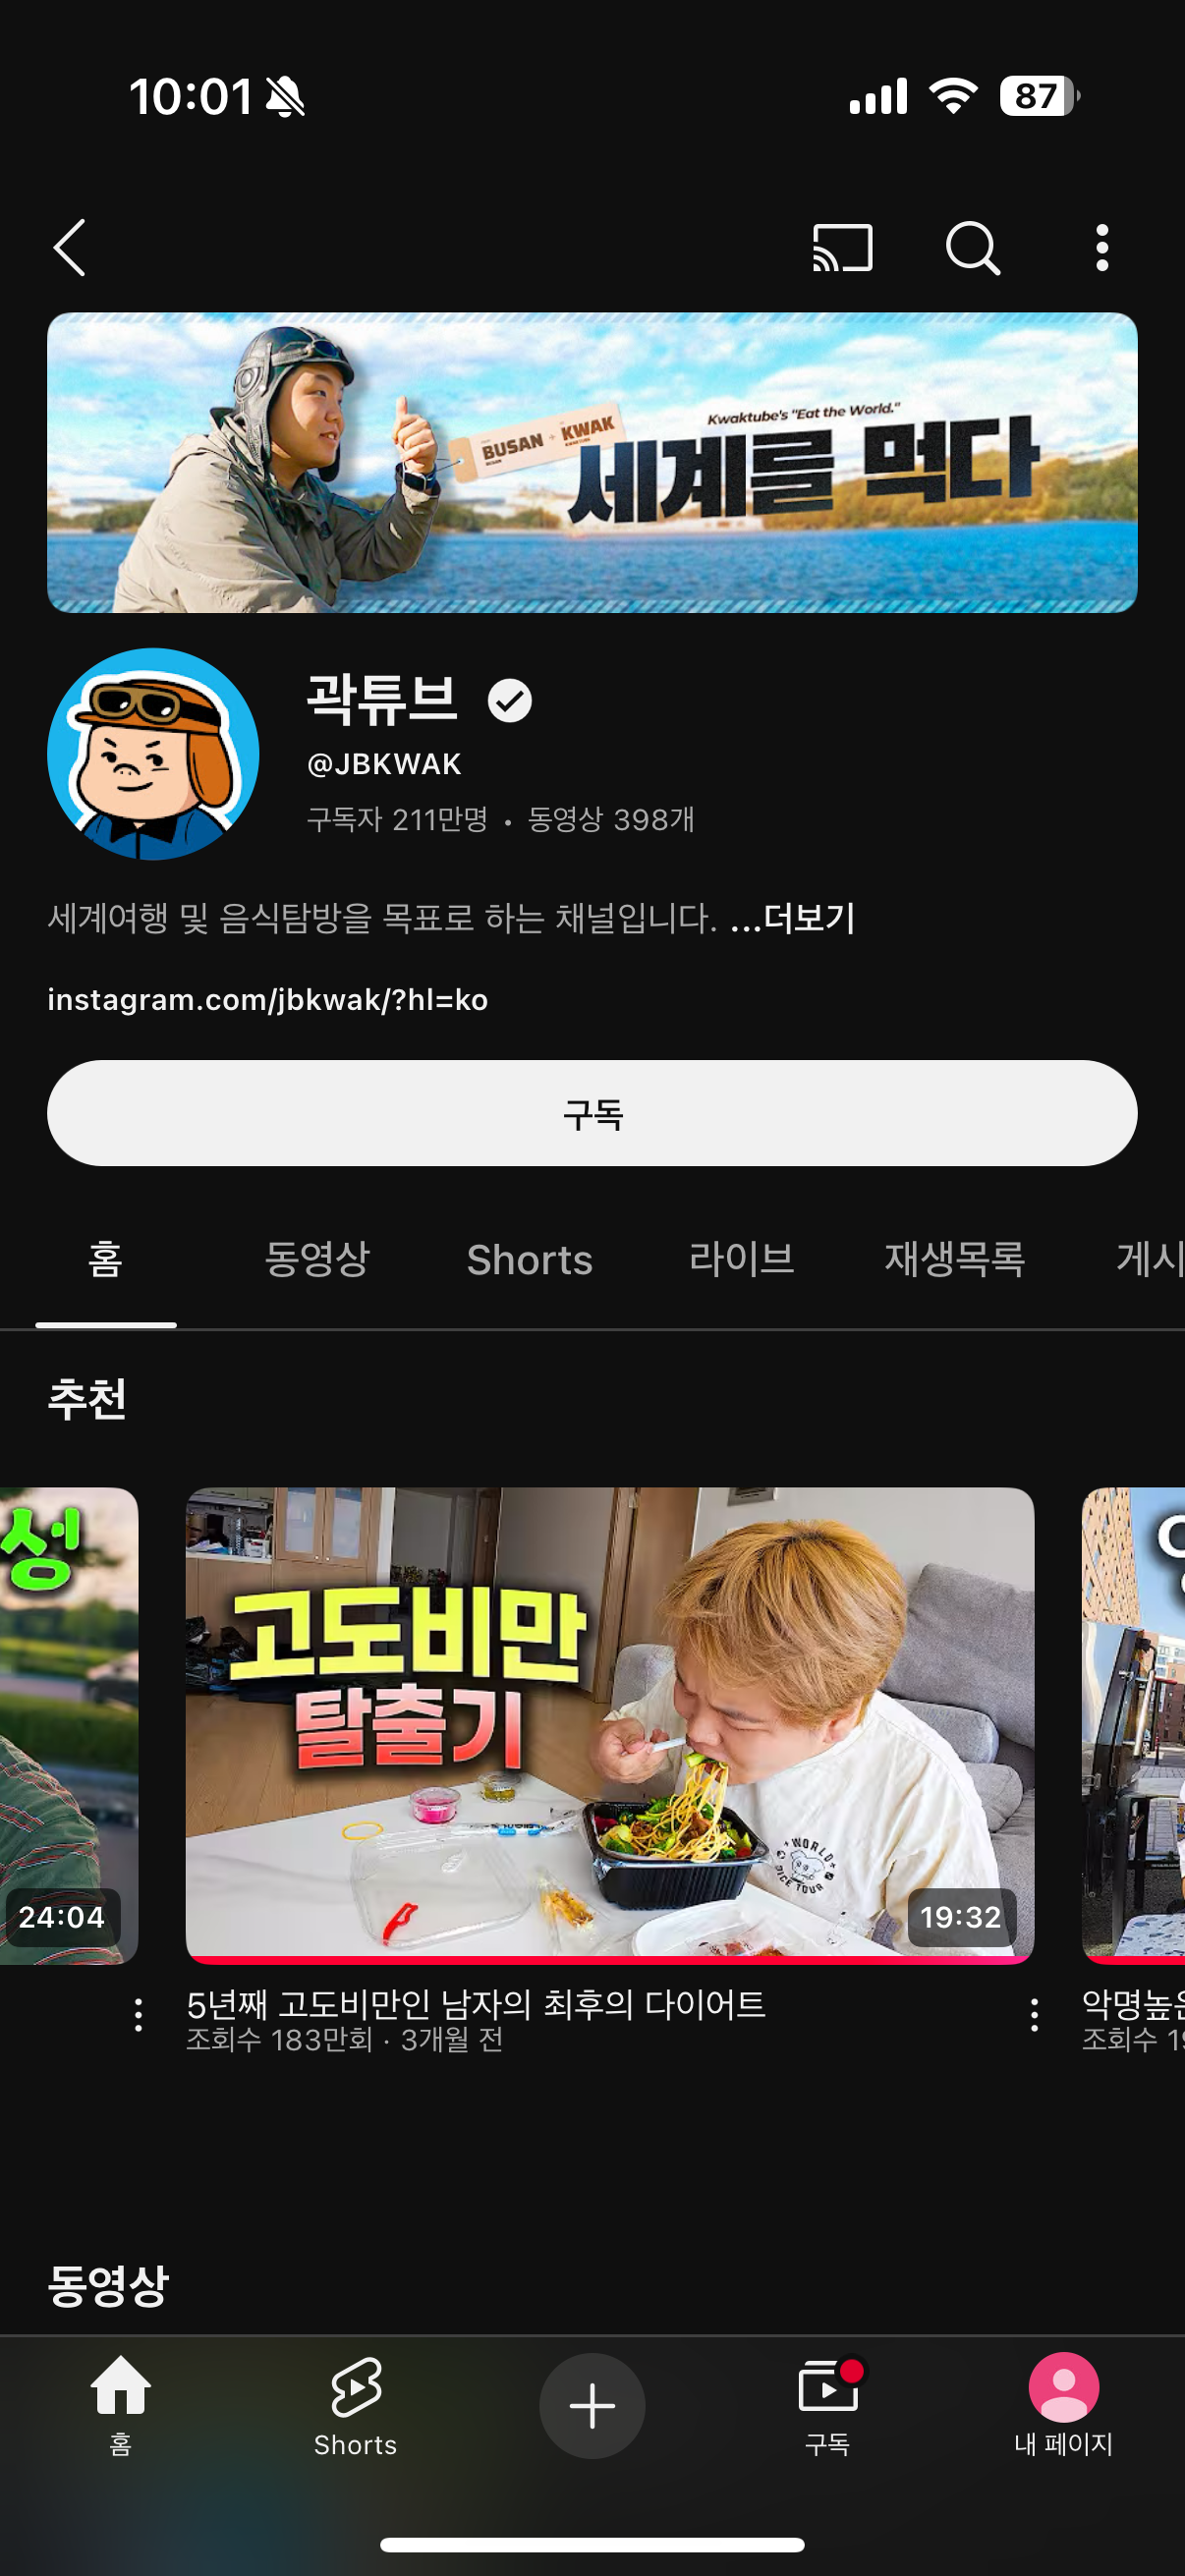 10:01
87
BUSAN + KWAK
Kwaktube's "Eat the World."
세계를 먹다
곽튜브
@JBKWAK
구독자 211만명 • 동영상 398개
세계여행 및 음식탐방을 목표로 하는 채널입니다. ...더보기
instagram.com/jbkwak/?hl=ko
구독
홈 동영상 Shorts 라이브 재생목록 게시
추천
성
고도비만
탈출기
WORLD
DICE TOUR
24:04
19:32
5년째 고도비만인 남자의 최후의 다이어트
조회수 183만회 · 3개월 전
악명높은
조회수 19
동영상
홈
Shorts
구독
내 페이지